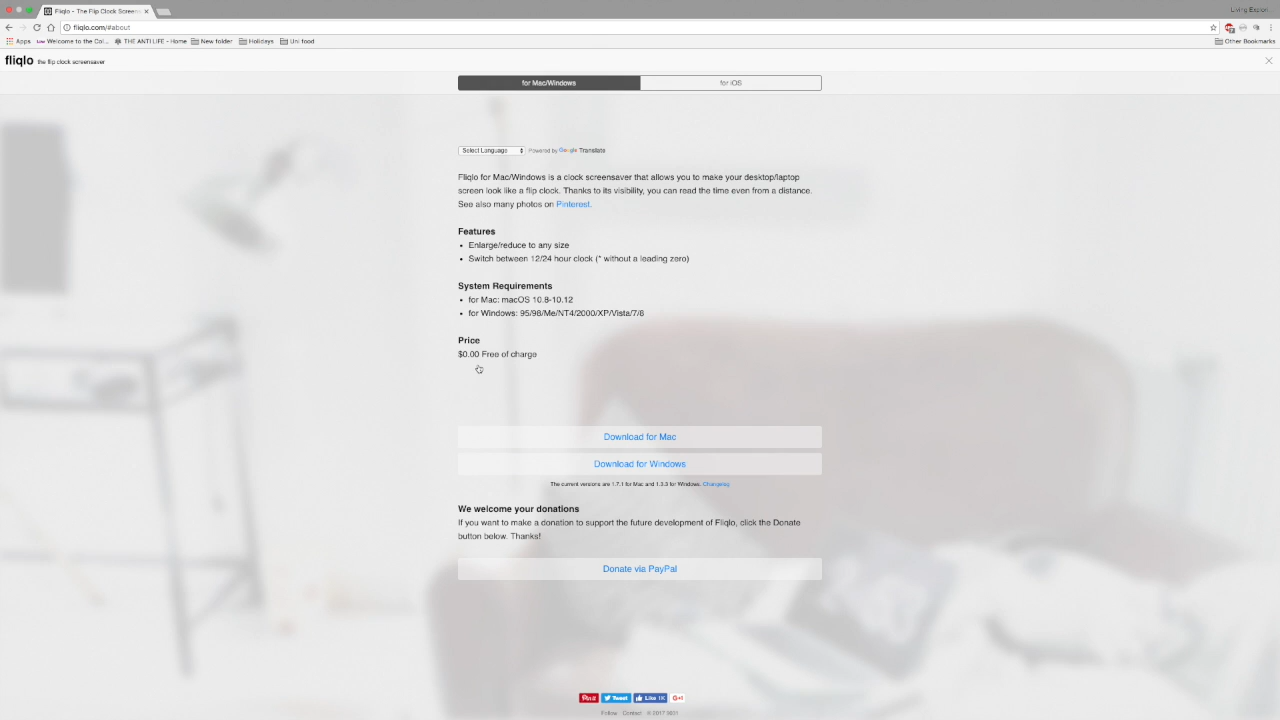 Fliqlo - The Flip Clock Screens
fliqlo.com/#about
Apps
Welcome to the Cal...
THE ANTI LIFE - Home
New folder
Holidays
Uni food
Other Bookmarks
fliqlo the flip clock screensaver
for Mac/Windows
for iOS
Select Language
Powered by Google Translate
Fliqlo for Mac/Windows is a clock screensaver that allows you to make your desktop/laptop
screen look like a flip clock. Thanks to its visibility, you can read the time even from a distance.
See also many photos on Pinterest.
Features
• Enlarge/reduce to any size
• Switch between 12/24 hour clock (* without a leading zero)
System Requirements
• for Mac: macOS 10.8-10.12
• for Windows: 95/98/Me/NT4/2000/XP/Vista/7/8
Price
$0.00 Free of charge
Download for Mac
Download for Windows
The current versions are 1.7.1 for Mac and 1.3.3 for Windows. Changelog
We welcome your donations
If you want to make a donation to support the future development of Fliqlo, click the Donate
button below. Thanks!
Donate via PayPal
Pin it
Tweet
Like 1K
G+1
Follow Contact © 2017 9031